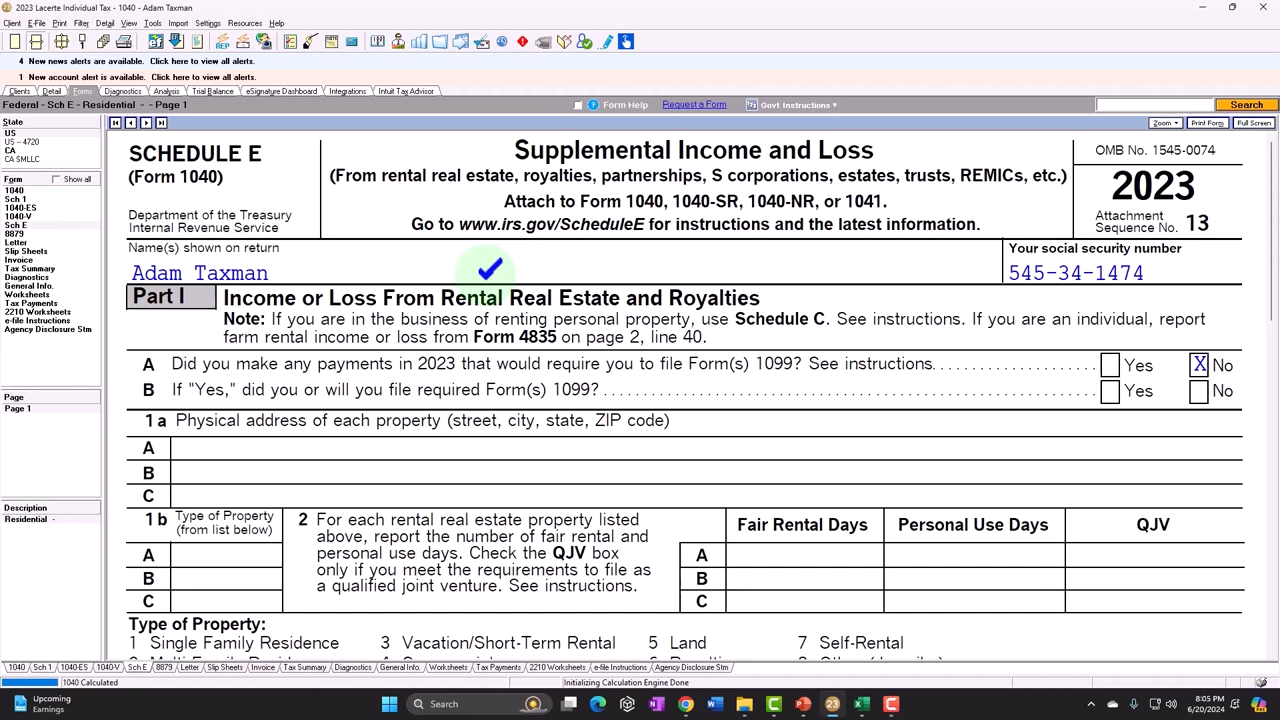 2023 Lacerte Individual Tax - 1040 - Adam Taxman
Client E-File Print Filter Detail View Tools Import Settings Resources Help
4 New news alerts are available. Click here to view all alerts.
1 New account alert is available. Click here to view all alerts.
Clients Detail Forms Diagnostics Analysis Trial Balance eSignature Dashboard Integrations Intuit Tax Advisor
Federal - Sch E - Residential - - Page 1
Form Help Request a Form Govt Instructions Search
State
US
US - 4720
CA
CA SMLLC
Form Show all
1040
Sch 1
1040-ES
1040-V
Sch E
8879
Letter
Slip Sheets
Invoice
Tax Summary
Diagnostics
General Info.
Worksheets
Tax Payments
2210 Worksheets
e-file Instructions
Agency Disclosure Stm
Page
Page 1
Description
Residential -
Zoom Print Form Full Screen
SCHEDULE E
(Form 1040)
Department of the Treasury
Internal Revenue Service
Supplemental Income and Loss
(From rental real estate, royalties, partnerships, S corporations, estates, trusts, REMICs, etc.)
Attach to Form 1040, 1040-SR, 1040-NR, or 1041.
Go to www.irs.gov/ScheduleE for instructions and the latest information.
OMB No. 1545-0074
2023
Attachment
Sequence No. 13
Name(s) shown on return
Adam Taxman
Your social security number
545-34-1474
Part I Income or Loss From Rental Real Estate and Royalties
Note: If you are in the business of renting personal property, use Schedule C. See instructions. If you are an individual, report
farm rental income or loss from Form 4835 on page 2, line 40.
A Did you make any payments in 2023 that would require you to file Form(s) 1099? See instructions. Yes X No
B If "Yes," did you or will you file required Form(s) 1099? Yes No
1a Physical address of each property (street, city, state, ZIP code)
A
B
C
1b Type of Property
(from list below)
A
B
C
2 For each rental real estate property listed
above, report the number of fair rental and
personal use days. Check the QJV box
only if you meet the requirements to file as
a qualified joint venture. See instructions.
Fair Rental Days Personal Use Days QJV
A
B
C
Type of Property:
1 Single Family Residence 3 Vacation/Short-Term Rental 5 Land 7 Self-Rental
1040 Sch 1 1040-ES 1040-V Sch E 8879 Letter Slip Sheets Invoice Tax Summary Diagnostics General Info. Worksheets Tax Payments 2210 Worksheets e-file Instructions Agency Disclosure Stm
1040 Calculated Initializing Calculation Engine Done
Upcoming
Earnings
Search
8:05 PM
6/20/2024